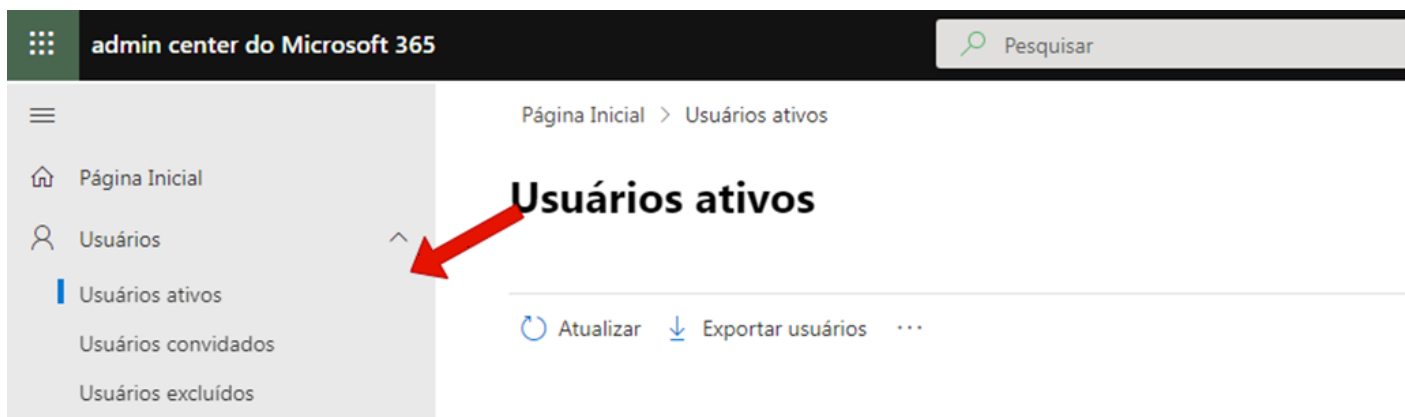 admin center do Microsoft 365
Pesquisar
Página Inicial > Usuários ativos
Página Inicial
Usuários ativos
Usuários
Usuários ativos
Usuários convidados
Usuários excluídos
Atualizar Exportar usuários ...